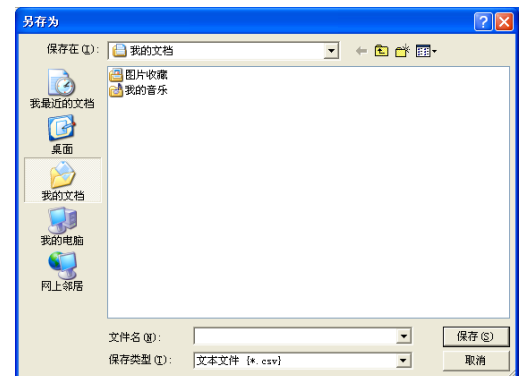 另存为
保存在(I):
我的文档
图片收藏
我的音乐
我最近的文档
桌面
我的文档
我的电脑
网上邻居
文件名(N):
保存(S)
保存类型(T):
文本文件 {*.csv}
取消